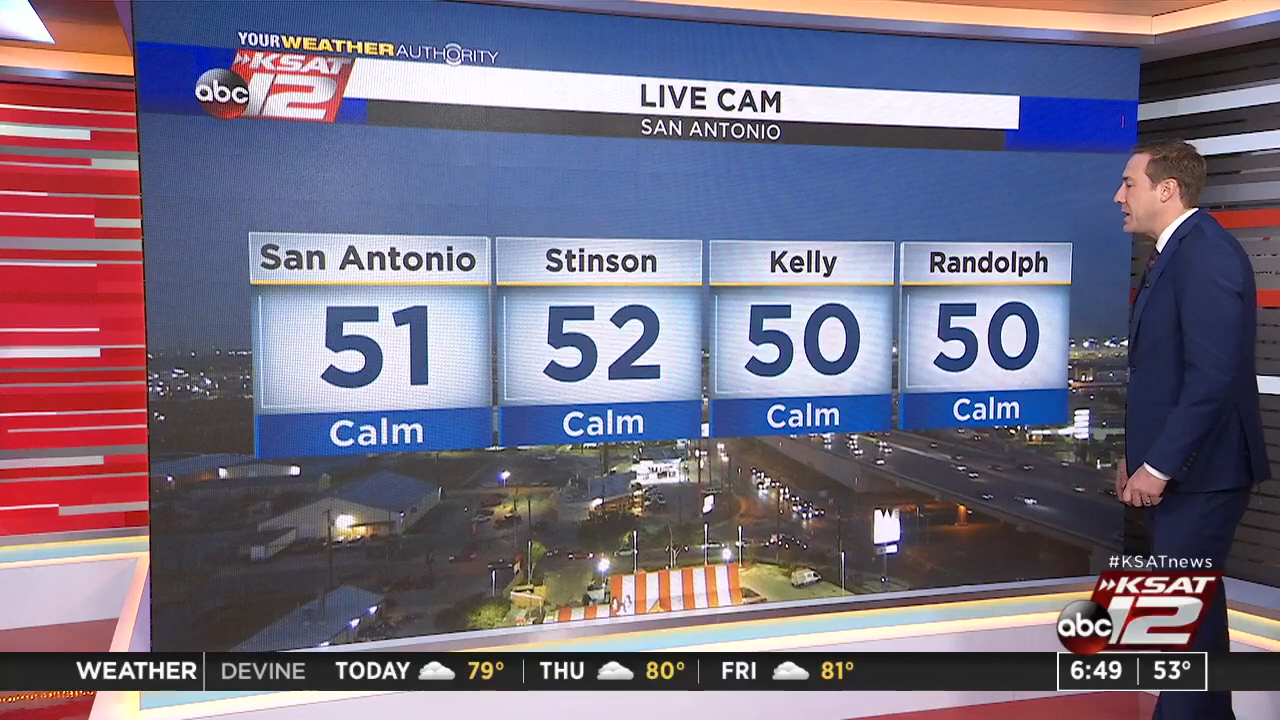 YOUR WEATHER AUTHORITY
KSAT
abc 12
LIVE CAM
SAN ANTONIO
San Antonio
51
Calm
Stinson
52
Calm
Kelly
50
Calm
Randolph
50
Calm
#KSATnews
KSAT
abc 12
WEATHER DEVINE TODAY 79° THU 80° FRI 81° 6:49 53°